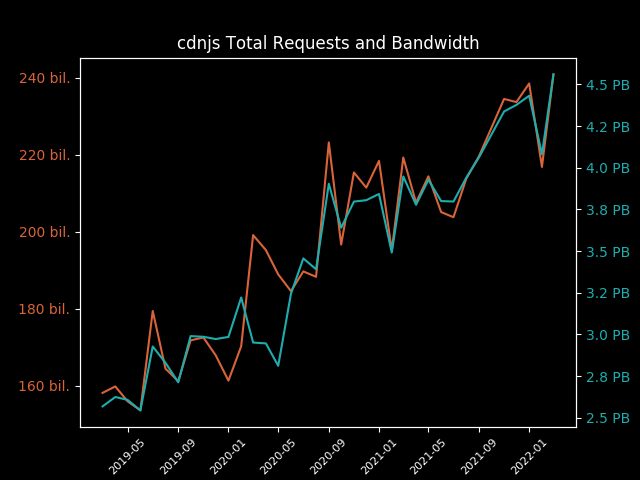 cdnjs Total Requests and Bandwidth
240 bil.
220 bil.
200 bil.
180 bil.
160 bil.
4.5 PB
4.2 PB
4.0 PB
3.8 PB
3.5 PB
3.2 PB
3.0 PB
2.8 PB
2.5 PB
2019-05
2019-09
2020-01
2020-05
2020-09
2021-01
2021-05
2021-09
2022-01